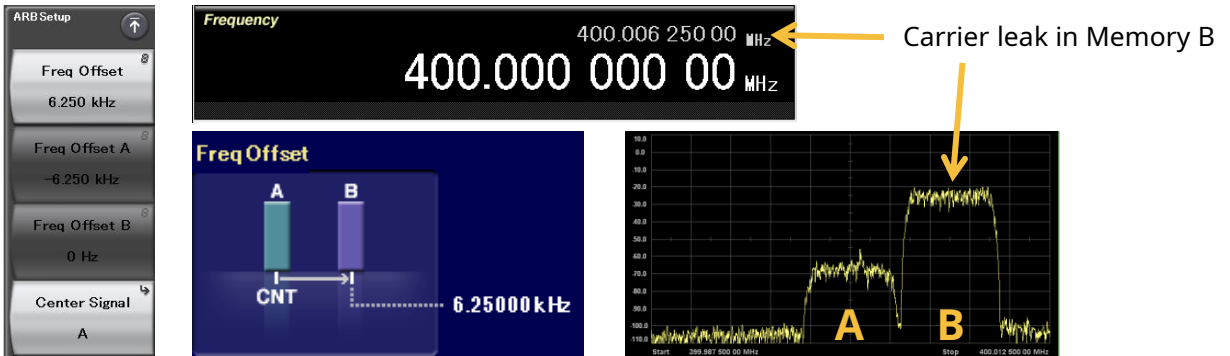 ARB Setup
Freq Offset
8
6.250 kHz
Freq Offset A
8
-6.250 kHz
Freq Offset B
8
0 Hz
Center Signal
A
Frequency
400.006 250 00 MHz
400.000 000 00 MHz
Carrier leak in Memory B
Freq Offset
A B
CNT
6.25000kHz
10.0
0.0
-10.0
-20.0
-30.0
-40.0
-50.0
-60.0
-70.0
-80.0
-90.0
-100.0
-110.0
A B
Start 399.987 500 00 MHz Stop 400.012 500 00 MHz